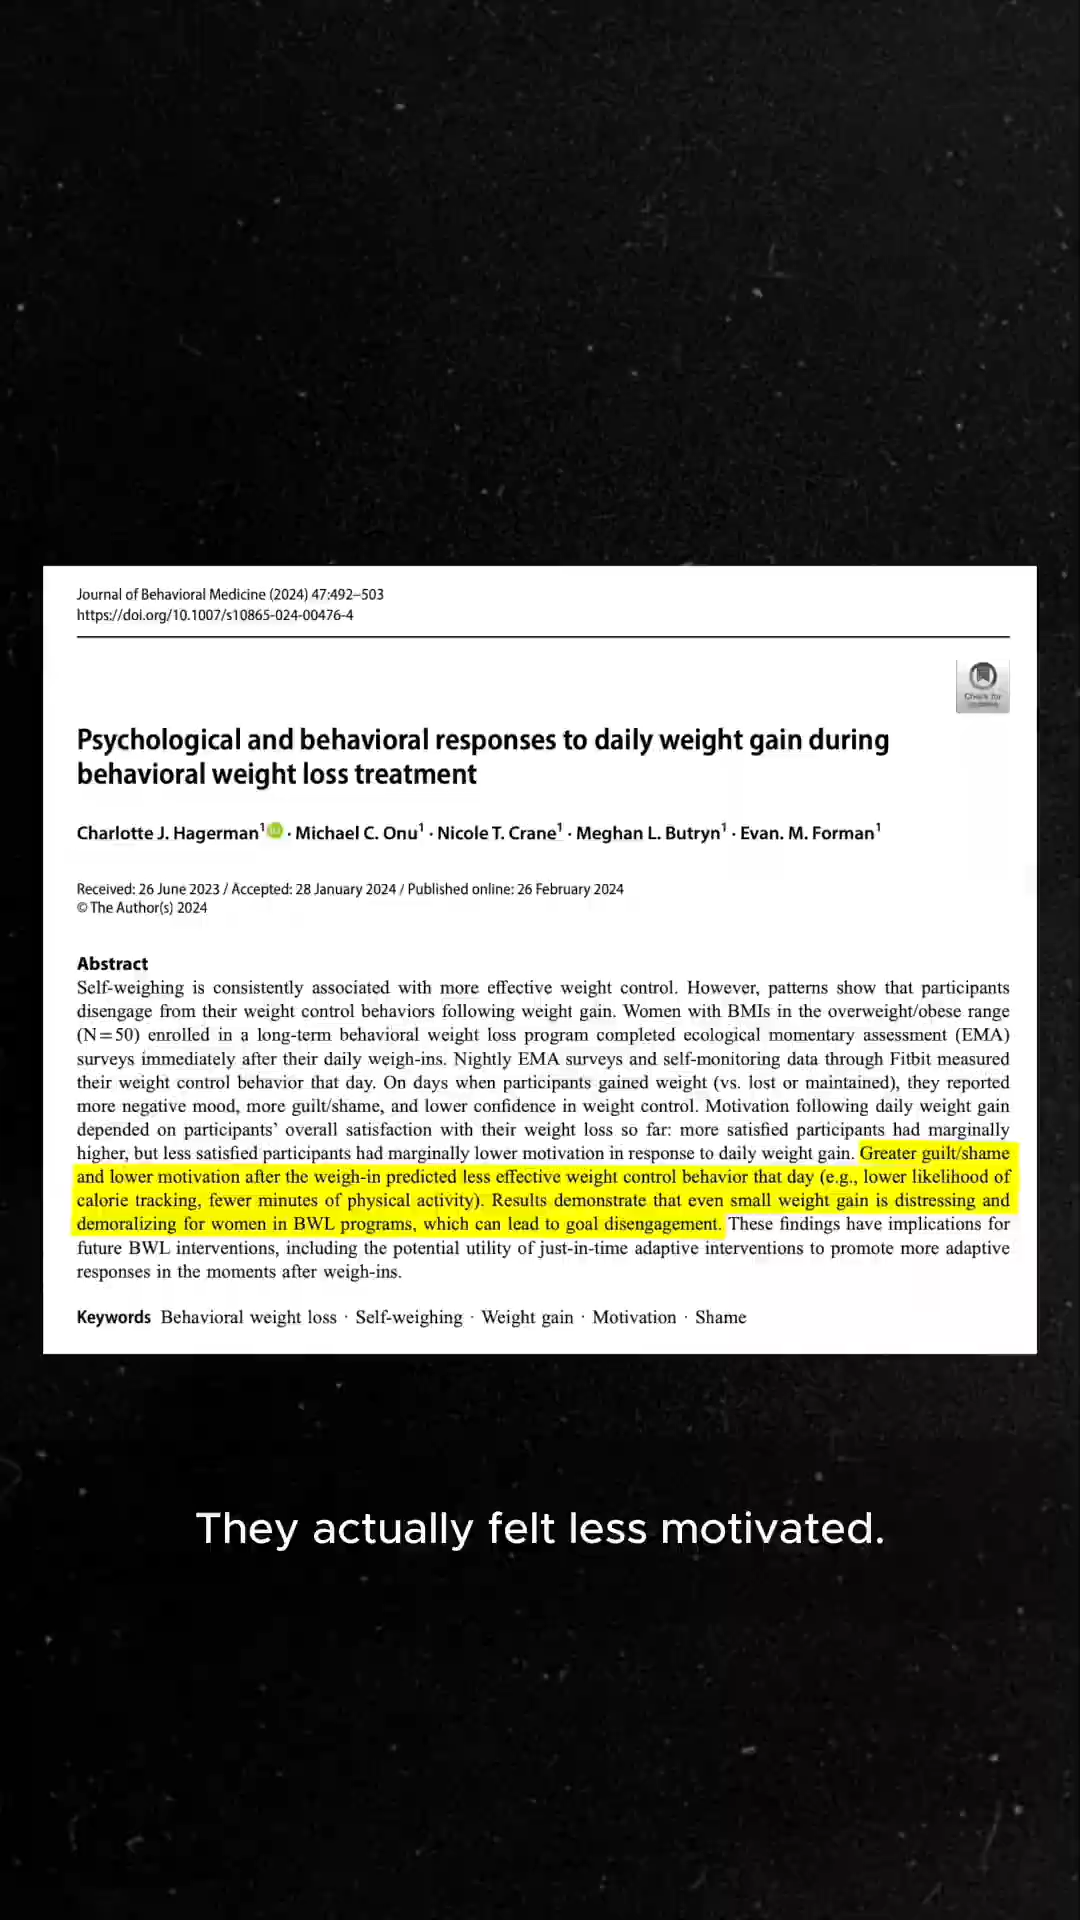 Journal of Behavioral Medicine (2024) 47:492–503
https://doi.org/10.1007/s10865-024-00476-4
Check for
updates
Psychological and behavioral responses to daily weight gain during
behavioral weight loss treatment
Charlotte J. Hagerman1 · Michael C. Onu1 · Nicole T. Crane1 · Meghan L. Butryn1 · Evan. M. Forman1
Received: 26 June 2023 / Accepted: 28 January 2024 / Published online: 26 February 2024
© The Author(s) 2024
Abstract
Self-weighing is consistently associated with more effective weight control. However, patterns show that participants
disengage from their weight control behaviors following weight gain. Women with BMIs in the overweight/obese range
(N=50) enrolled in a long-term behavioral weight loss program completed ecological momentary assessment (EMA)
surveys immediately after their daily weigh-ins. Nightly EMA surveys and self-monitoring data through Fitbit measured
their weight control behavior that day. On days when participants gained weight (vs. lost or maintained), they reported
more negative mood, more guilt/shame, and lower confidence in weight control. Motivation following daily weight gain
depended on participants' overall satisfaction with their weight loss so far: more satisfied participants had marginally
higher, but less satisfied participants had marginally lower motivation in response to daily weight gain. Greater guilt/shame
and lower motivation after the weigh-in predicted less effective weight control behavior that day (e.g., lower likelihood of
calorie tracking, fewer minutes of physical activity). Results demonstrate that even small weight gain is distressing and
demoralizing for women in BWL programs, which can lead to goal disengagement. These findings have implications for
future BWL interventions, including the potential utility of just-in-time adaptive interventions to promote more adaptive
responses in the moments after weigh-ins.
Keywords Behavioral weight loss · Self-weighing · Weight gain · Motivation · Shame
They actually felt less motivated.